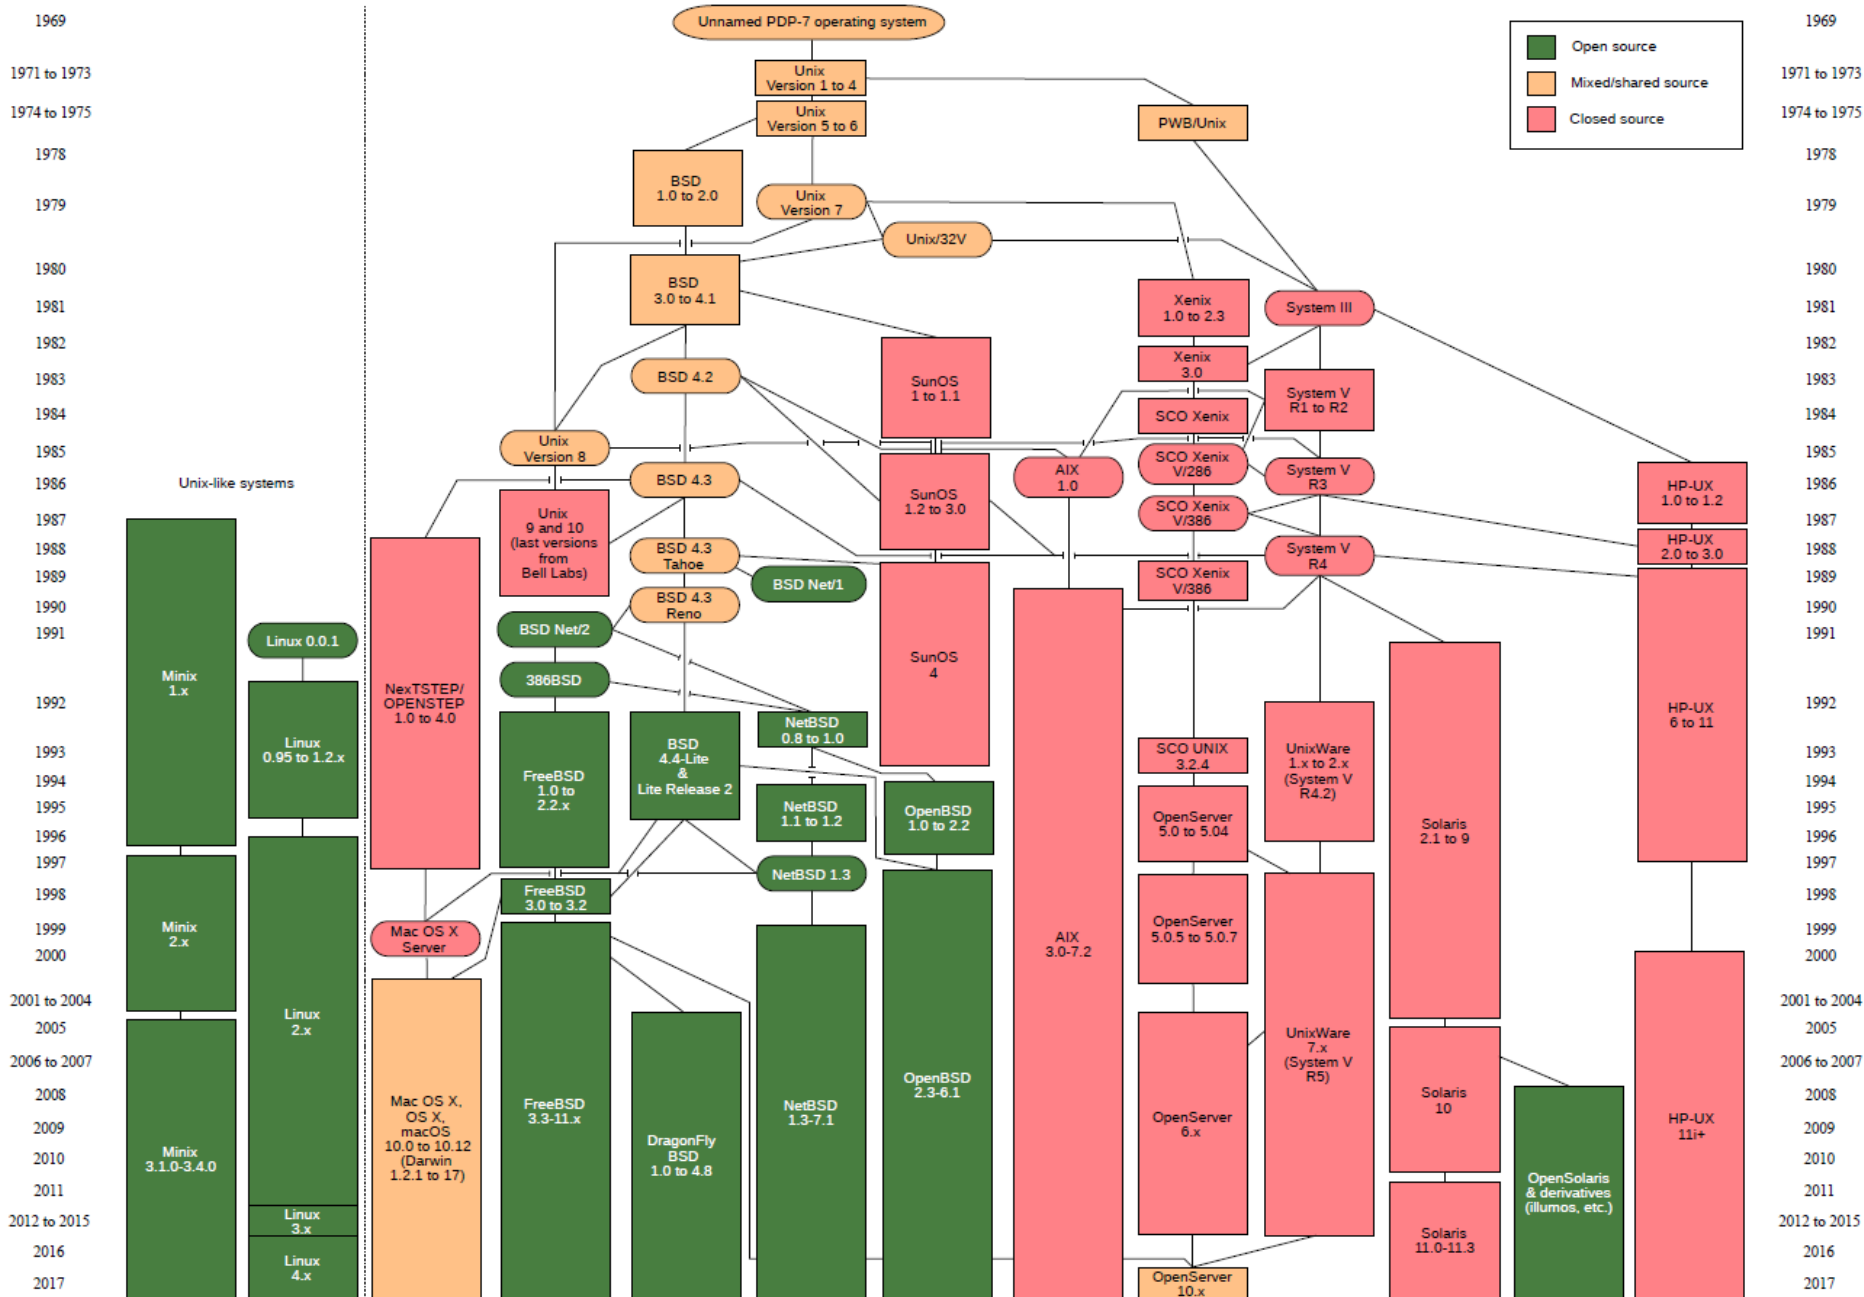 1969
Unnamed PDP-7 operating system
1969
Open source
Mixed/shared source
Closed source
1971 to 1973
Unix
Version 1 to 4
1971 to 1973
1974 to 1975
Unix
Version 5 to 6
PWB/Unix
1974 to 1975
1978
BSD
1.0 to 2.0
1978
1979
Unix
Version 7
1979
Unix/32V
1980
BSD
3.0 to 4.1
Xenix
1.0 to 2.3
1980
1981
System III
1981
1982
Xenix
3.0
1982
1983
BSD 4.2
SunOS
1 to 1.1
System V
R1 to R2
1983
1984
SCO Xenix
1984
1985
Unix
Version 8
SCO Xenix
V/286
1985
AIX
1.0
System V
R3
1986
Unix-like systems
BSD 4.3
SunOS
1.2 to 3.0
HP-UX
1.0 to 1.2
1986
Unix
9 and 10
(last versions
from
Bell Labs)
SCO Xenix
V/386
1987
1987
1988
BSD 4.3
Tahoe
System V
R4
HP-UX
2.0 to 3.0
1988
1989
BSD Net/1
SCO Xenix
V/386
1989
1990
BSD 4.3
Reno
1990
1991
Linux 0.0.1
BSD Net/2
1991
Minix
1.x
NexTSTEP/
OPENSTEP
1.0 to 4.0
386BSD
SunOS
4
1992
NetBSD
0.8 to 1.0
HP-UX
6 to 11
1992
1993
Linux
0.95 to 1.2.x
BSD
4.4-Lite
&
Lite Release 2
SCO UNIX
3.2.4
UnixWare
1.x to 2.x
(System V
R4.2)
1993
1994
FreeBSD
1.0 to
2.2.x
1994
1995
NetBSD
1.1 to 1.2
OpenBSD
1.0 to 2.2
OpenServer
5.0 to 5.04
Solaris
2.1 to 9
1995
1996
1996
1997
NetBSD 1.3
1997
1998
FreeBSD
3.0 to 3.2
1998
1999
Minix
2.x
Mac OS X
Server
AIX
3.0-7.2
OpenServer
5.0.5 to 5.0.7
1999
2000
2000
2001 to 2004
Linux
2.x
2001 to 2004
2005
UnixWare
7.x
(System V
R5)
2005
2006 to 2007
2006 to 2007
2008
Mac OS X,
OS X,
macOS
10.0 to 10.12
(Darwin
1.2.1 to 17)
FreeBSD
3.3-11.x
NetBSD
1.3-7.1
OpenBSD
2.3-6.1
OpenServer
6.x
Solaris
10
HP-UX
11i+
2008
2009
2009
2010
Minix
3.1.0-3.4.0
DragonFly
BSD
1.0 to 4.8
2010
2011
OpenSolaris
& derivatives
(illumos, etc.)
2011
2012 to 2015
Linux
3.x
Solaris
11.0-11.3
2012 to 2015
2016
Linux
4.x
2016
2017
OpenServer
10.x
2017